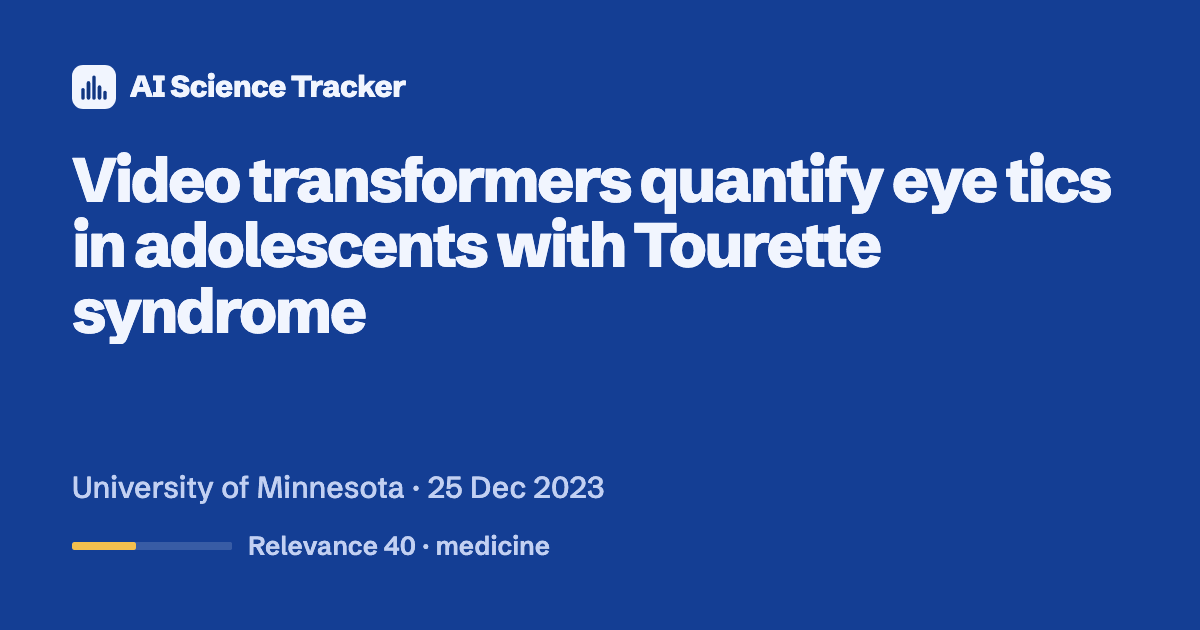 AI Science Tracker
Video transformers quantify eye tics
in adolescents with Tourette
syndrome
University of Minnesota · 25 Dec 2023
Relevance 40 · medicine